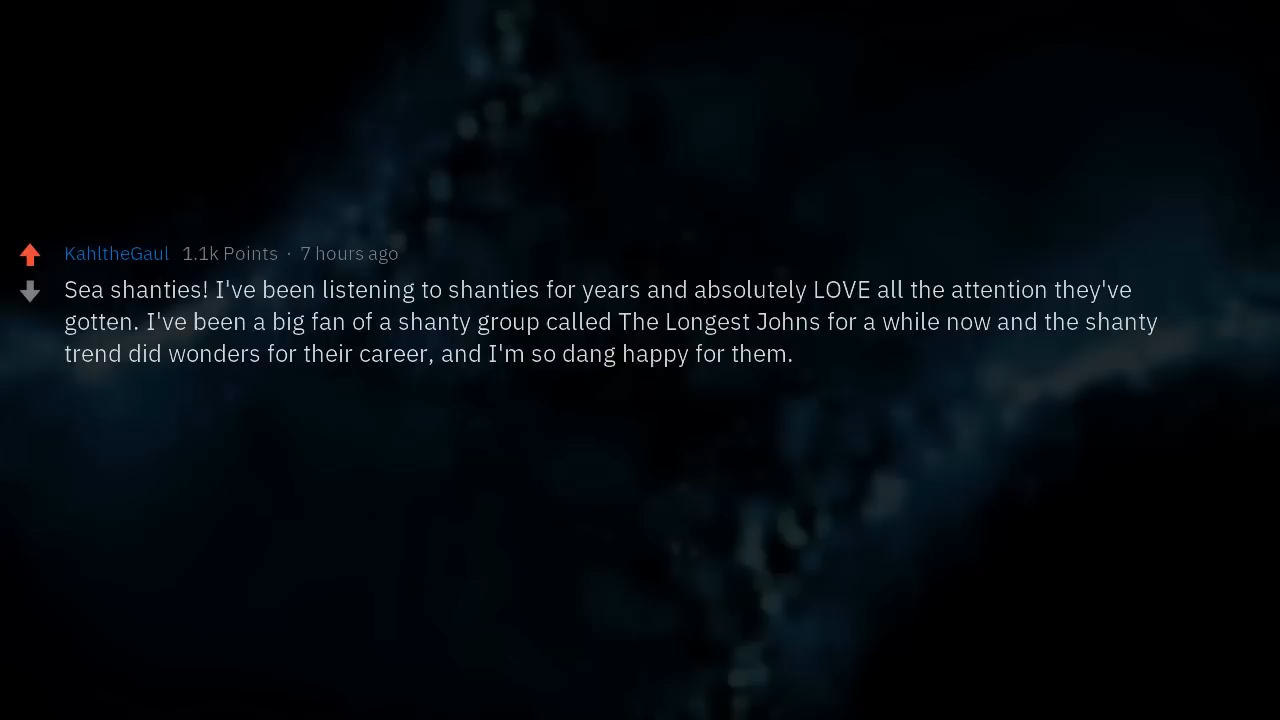 KahltheGaul 1.1k Points · 7 hours ago
Sea shanties! I've been listening to shanties for years and absolutely LOVE all the attention they've
gotten. I've been a big fan of a shanty group called The Longest Johns for a while now and the shanty
trend did wonders for their career, and I'm so dang happy for them.